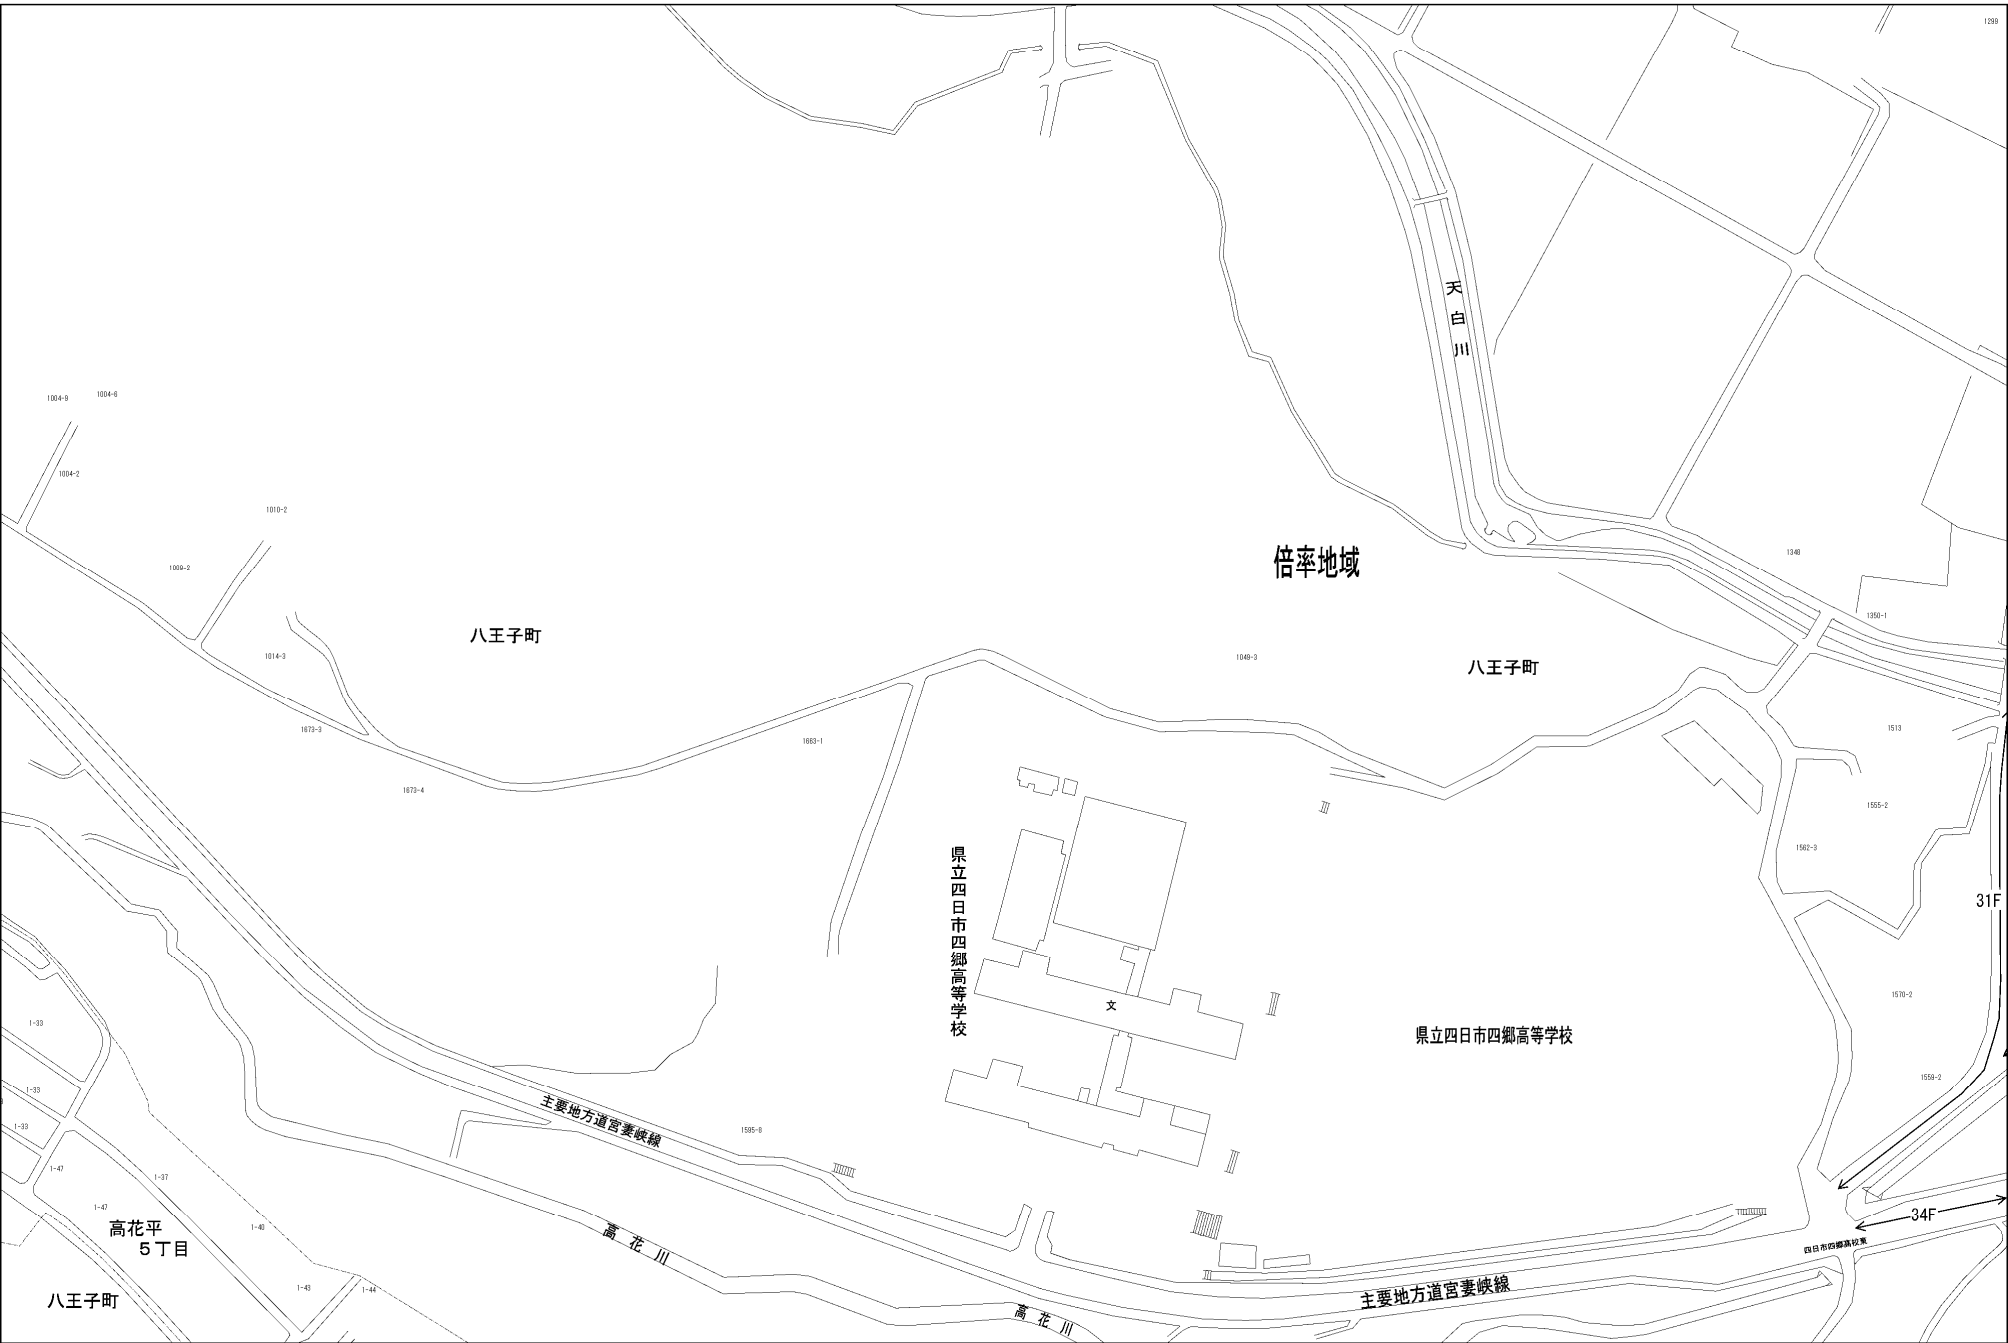 1299
天白川
1004-9
1004-6
1004-2
1010-2
1009-2
倍率地域
1348
1350-1
八王子町
1014-3
1049-3
八王子町
1673-3
1663-1
1513
1673-4
1555-2
1562-3
31F
県立四日市四郷高等学校
1570-2
文
1-33
県立四日市四郷高等学校
1559-2
1-33
主要地方道宮妻峡線
1-33
1595-8
1-47
1-37
1-47
高花平
5丁目
1-40
高花川
34F
四日市四郷高校東
1-43
1-44
八王子町
主要地方道宮妻峡線
高花川